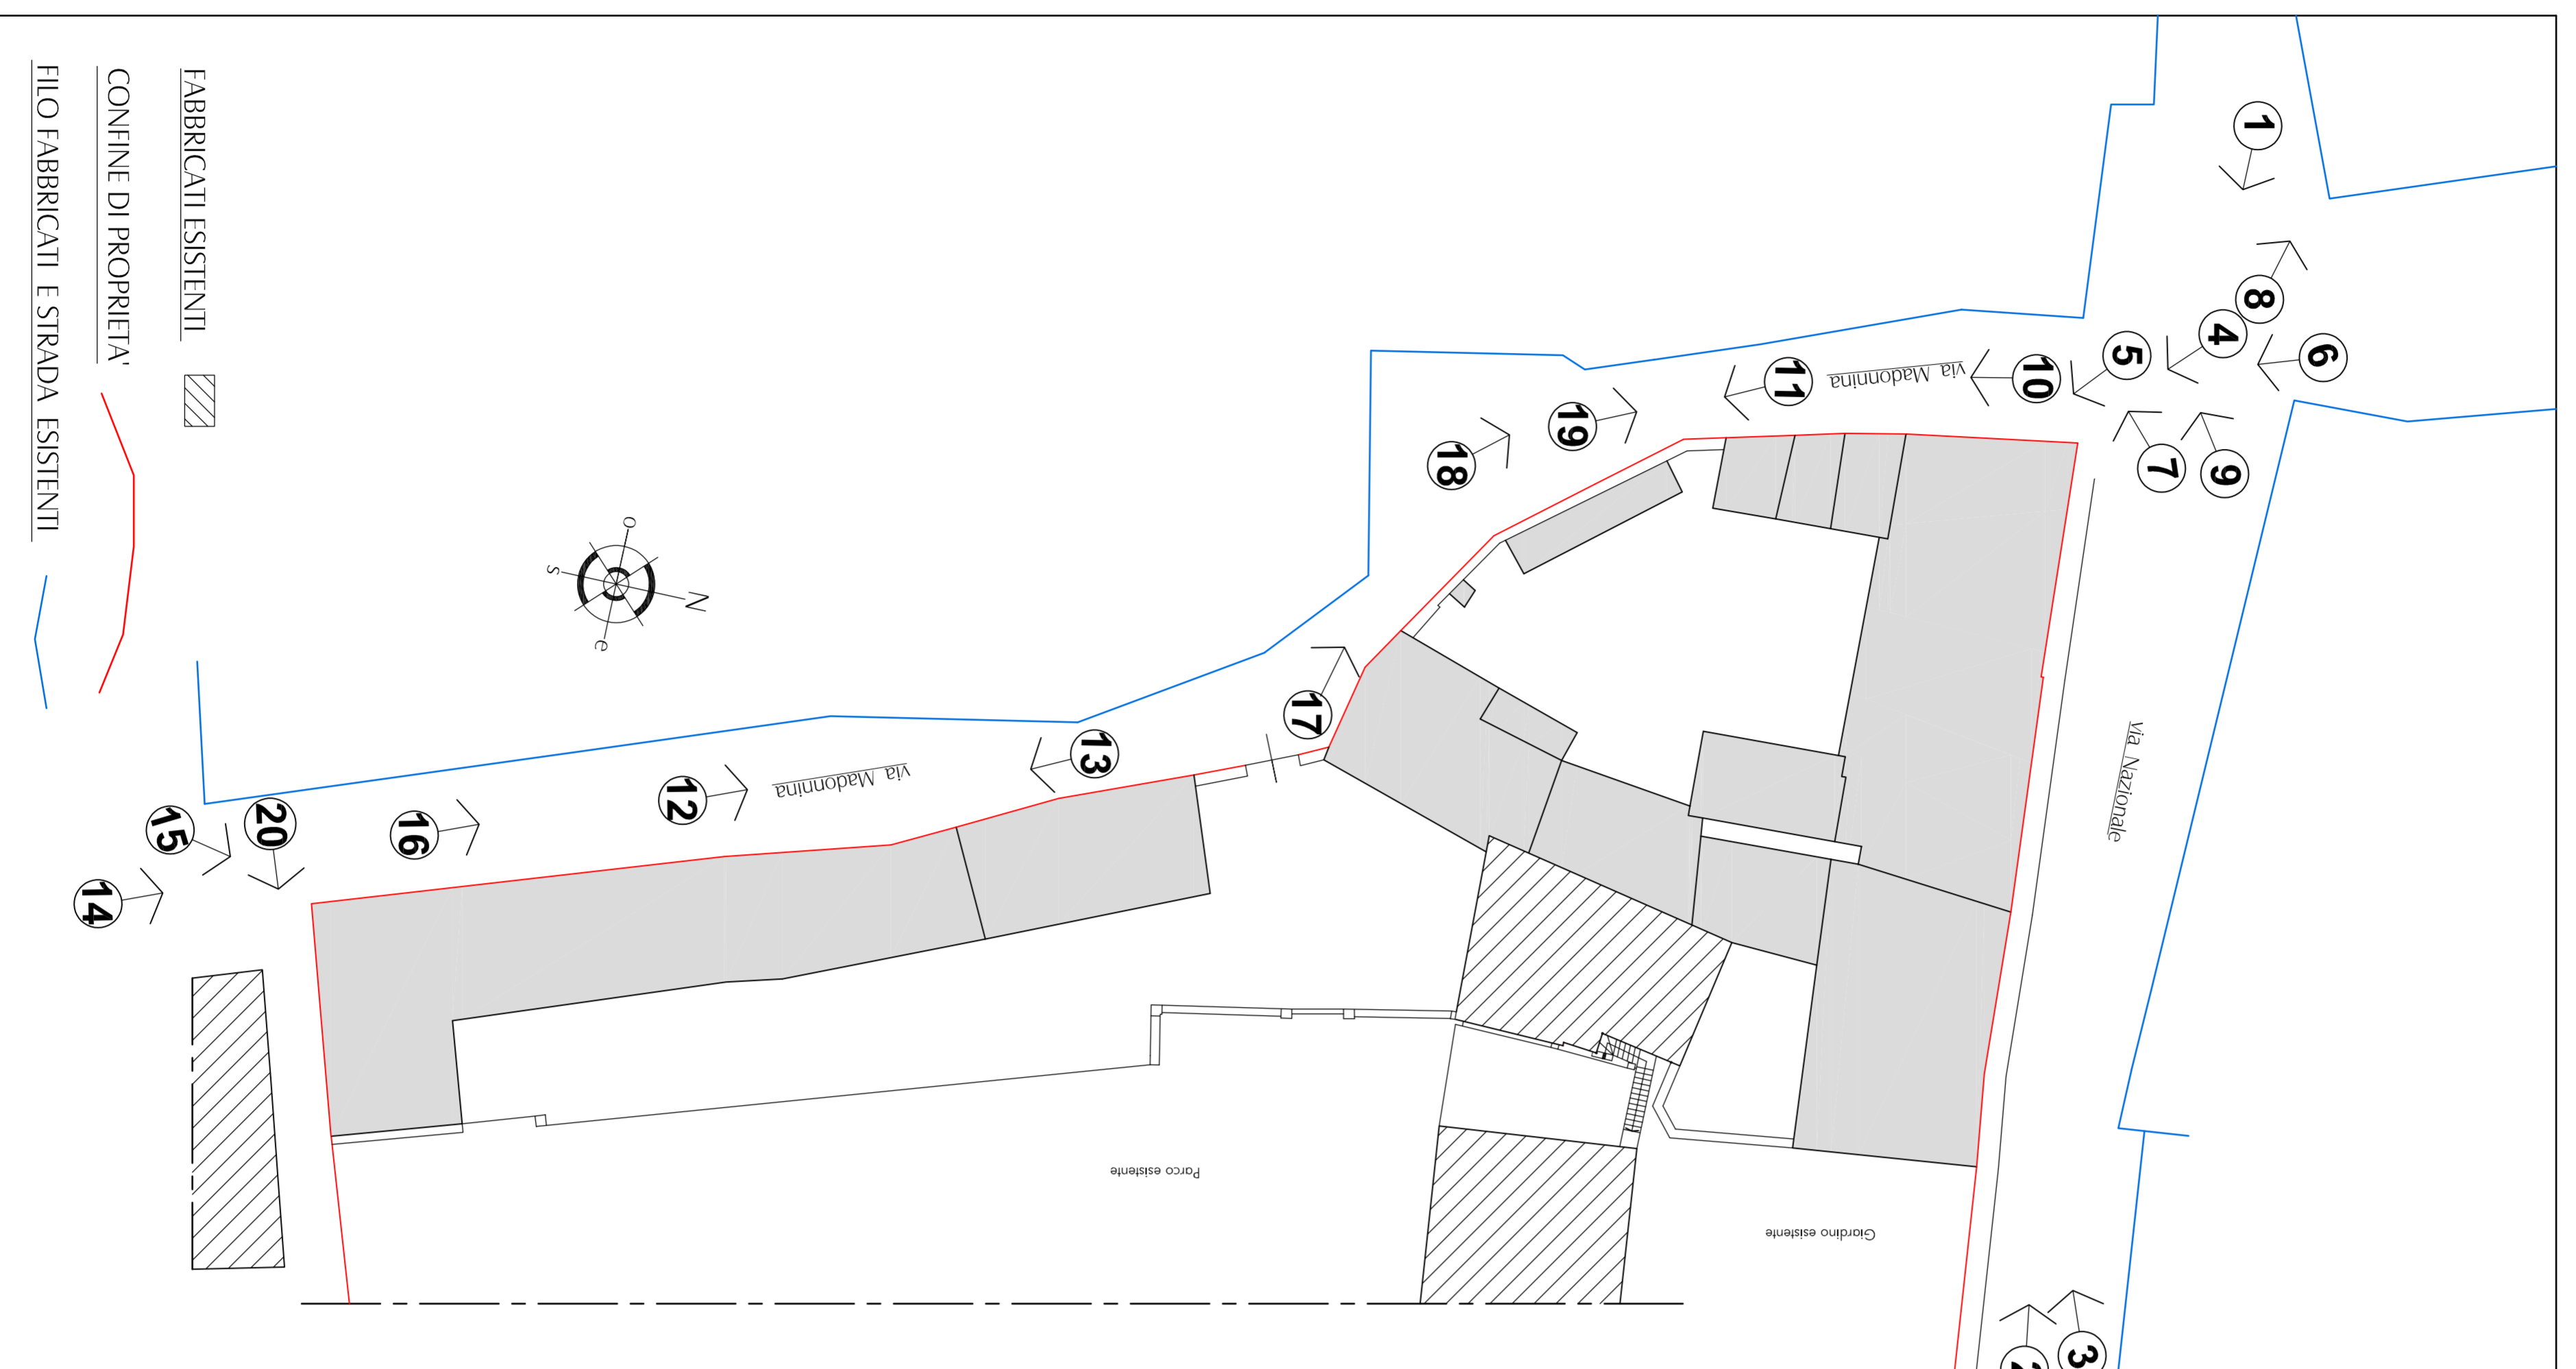 FABBRICATI ESISTENTI
CONFINE DI PROPRIETA'
FILO FABBRICATI E STRADA ESISTENTI
1
8
4
6
5
10
11
via Madonnina
7
9
19
18
o
s
N
e
17
via Nazionale
13
12
via Madonnina
16
20
15
14
Parco esistente
Giardino esistente
2
3